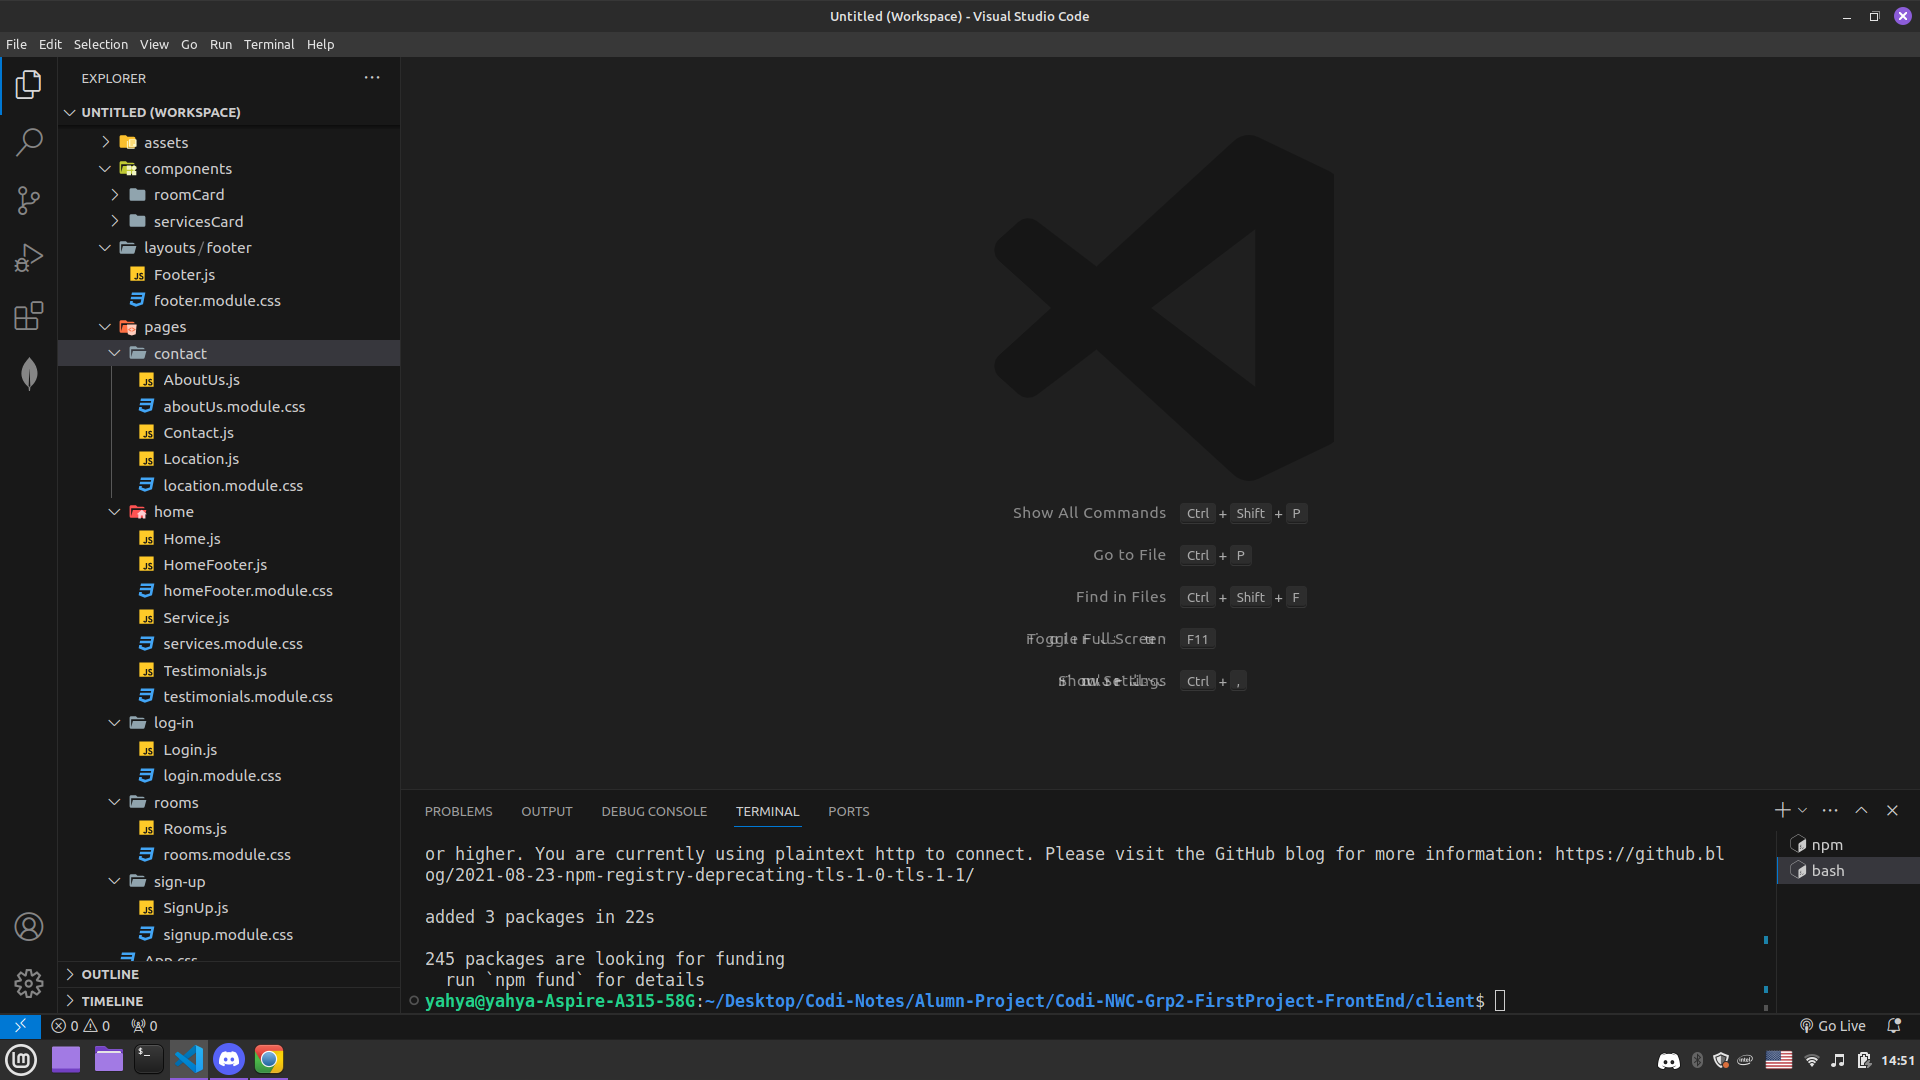 Untitled (Workspace) - Visual Studio Code
File Edit Selection View Go Run Terminal Help
EXPLORER
UNTITLED (WORKSPACE)
assets
components
roomCard
servicesCard
layouts/footer
Footer.js
footer.module.css
pages
contact
AboutUs.js
aboutUs.module.css
Contact.js
Location.js
location.module.css
home
Home.js
HomeFooter.js
homeFooter.module.css
Service.js
services.module.css
Testimonials.js
testimonials.module.css
log-in
Login.js
login.module.css
rooms
Rooms.js
rooms.module.css
sign-up
SignUp.js
signup.module.css
App.css
OUTLINE
TIMELINE
Show All Commands Ctrl + Shift + P
Go to File Ctrl + P
Find in Files Ctrl + Shift + F
Toggle Full Screen F11
Show Settings Ctrl + ,
PROBLEMS OUTPUT DEBUG CONSOLE TERMINAL PORTS
or higher. You are currently using plaintext http to connect. Please visit the GitHub blog for more information: https://github.bl
og/2021-08-23-npm-registry-deprecating-tls-1-0-tls-1-1/
added 3 packages in 22s
245 packages are looking for funding
run `npm fund` for details
yahya@yahya-Aspire-A315-58G:~/Desktop/Codi-Notes/Alumn-Project/Codi-NWC-Grp2-FirstProject-FrontEnd/client$
npm
bash
0 0 0
Go Live
14:51